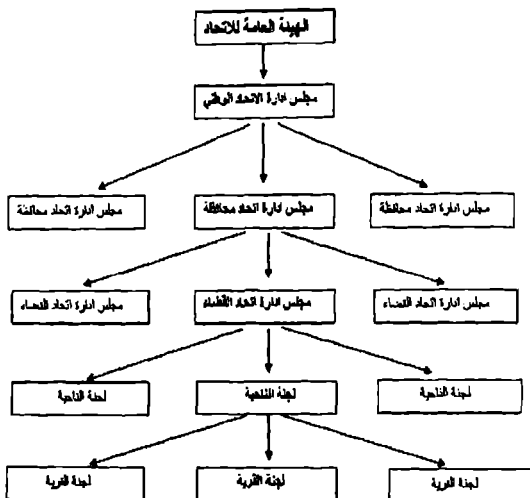 الهيئة العامة للاتحاد
مجلس ادارة الاتحاد الوطني
مجلس ادارة اتحاد محافظة
مجلس ادارة اتحاد محافظة
مجلس ادارة اتحاد محافظة
مجلس ادارة اتحاد القضاء
مجلس ادارة اتحاد القضاء
مجلس ادارة اتحاد القضاء
لجنة الناحية
لجنة الناحية
لجنة الناحية
لجنة القرية
لجنة القرية
لجنة القرية